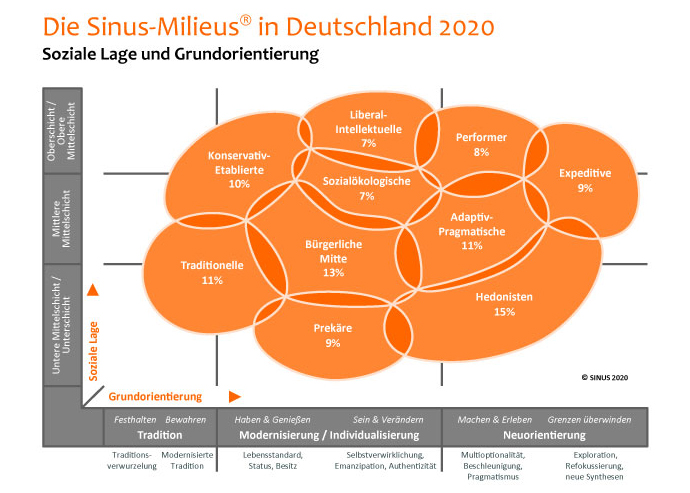 Die Sinus-Milieus® in Deutschland 2020
Soziale Lage und Grundorientierung
Oberschicht /
Obere
Mittelschicht
Mittlere
Mittelschicht
Untere Mittelschicht /
Unterschicht
Soziale Lage
Liberal-
Intellektuelle
7%
Performer
8%
Konservativ-
Etablierte
10%
Expeditive
9%
Sozialökologische
7%
Adaptiv-
Pragmatische
11%
Bürgerliche
Mitte
13%
Traditionelle
11%
Hedonisten
15%
Prekäre
9%
© SINUS 2020
Grundorientierung
Festhalten Bewahren
Tradition
Haben & Genießen Sein & Verändern
Modernisierung / Individualisierung
Machen & Erleben Grenzen überwinden
Neuorientierung
Traditions-
verwurzelung
Modernisierte
Tradition
Lebensstandard,
Status, Besitz
Selbstverwirklichung,
Emanzipation, Authentizität
Multioptionalität,
Beschleunigung,
Pragmatismus
Exploration,
Refokussierung,
neue Synthesen